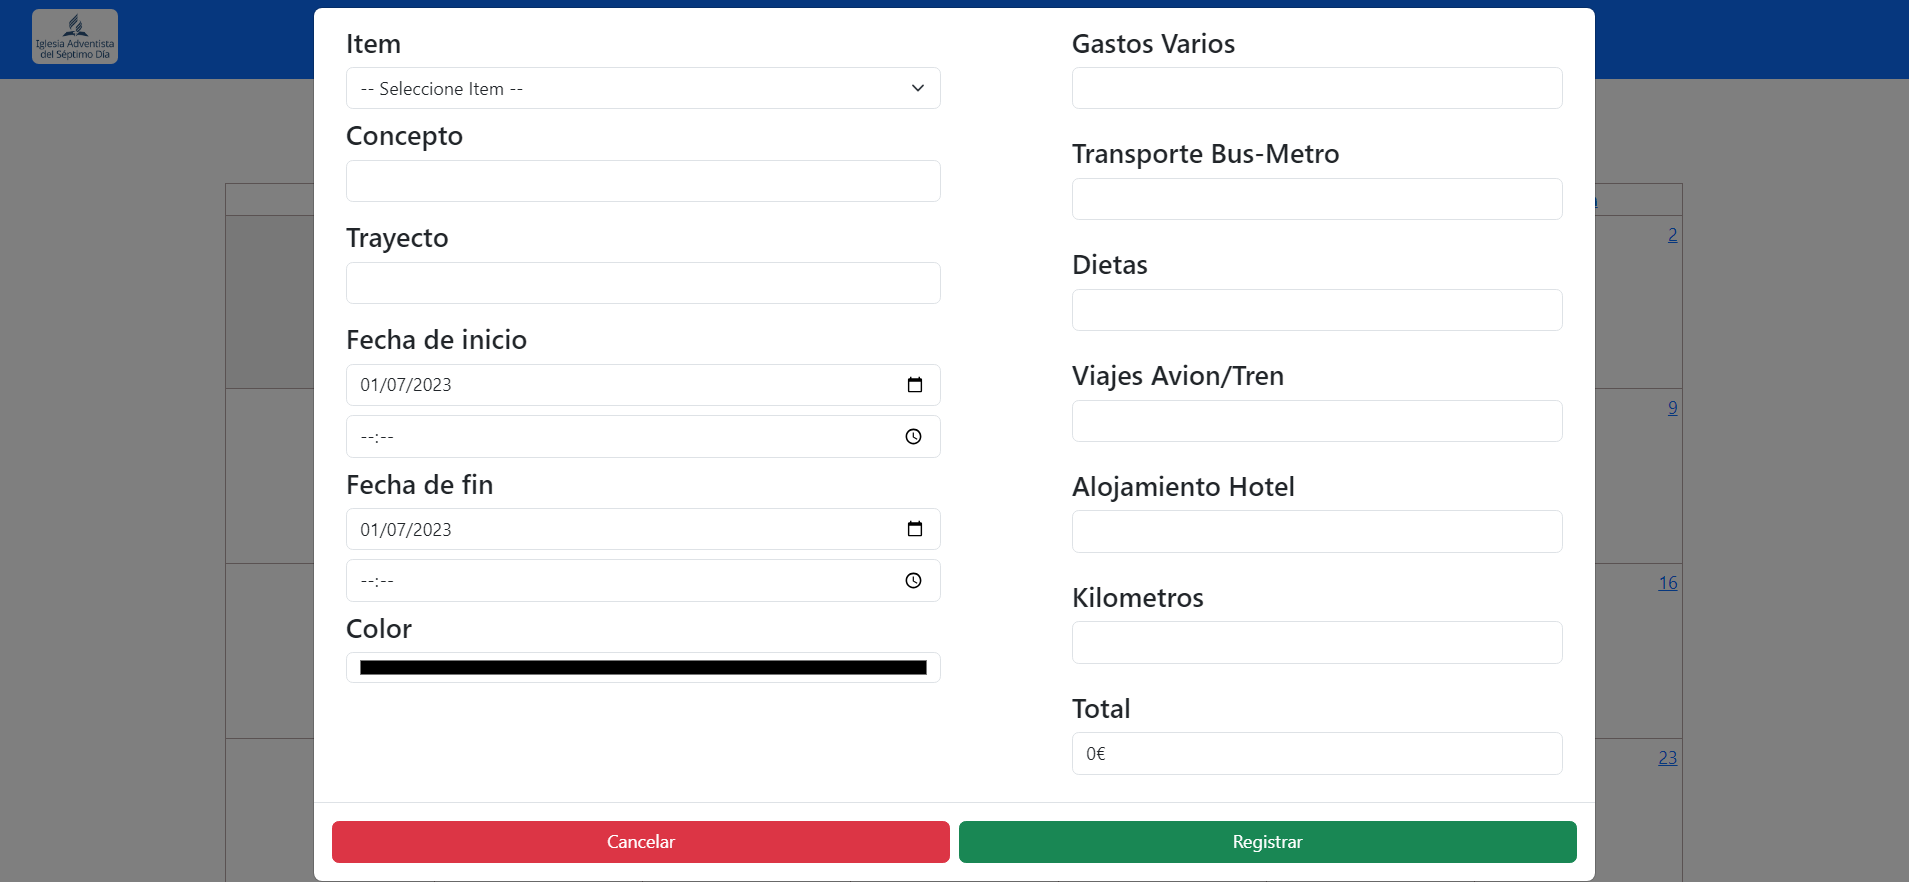 Iglesia Adventista
del Séptimo Día
Item
-- Seleccione Item --
Concepto
Trayecto
Fecha de inicio
01/07/2023
--:--
Fecha de fin
01/07/2023
--:--
Color
Gastos Varios
Transporte Bus-Metro
Dietas
Viajes Avion/Tren
Alojamiento Hotel
Kilometros
Total
0€
Cancelar
Registrar
2
9
16
23